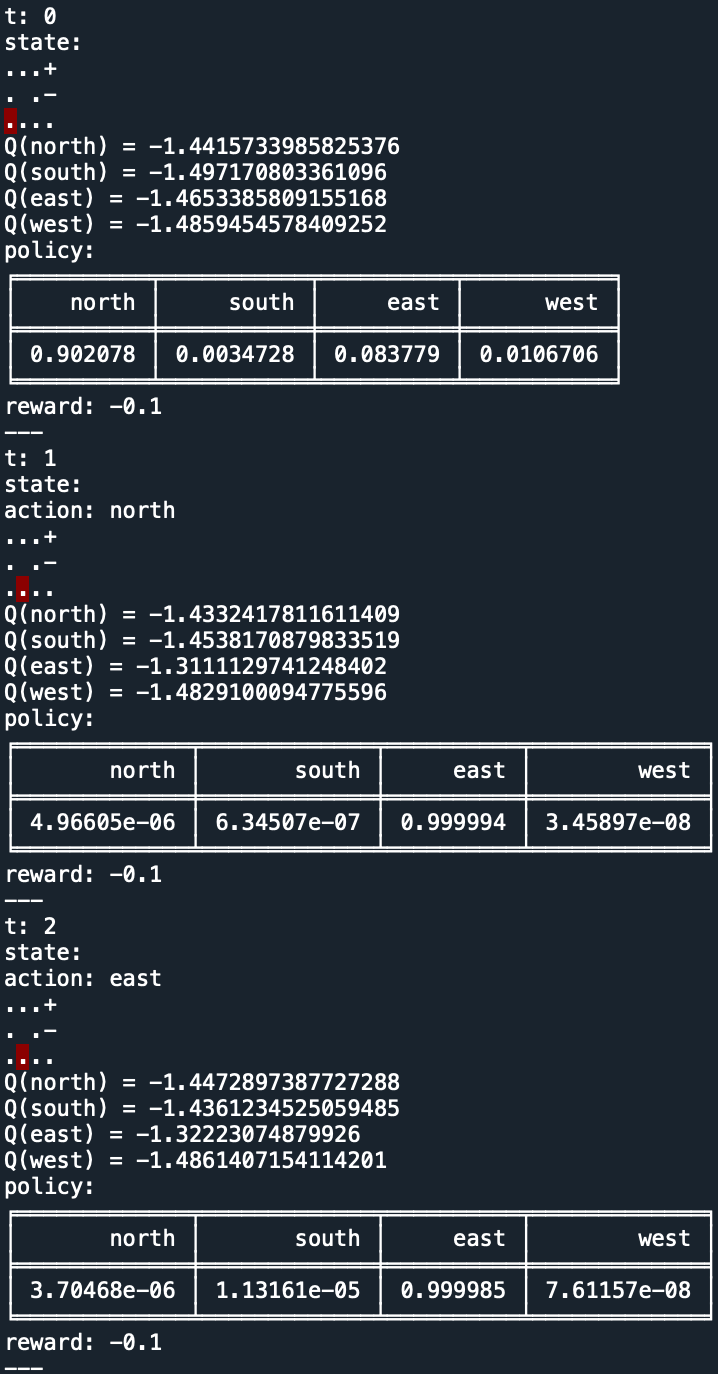 t: 0
state:
...+
. .-
....
Q(north) = -1.4415733985825376
Q(south) = -1.497170803361096
Q(east) = -1.4653385809155168
Q(west) = -1.4859454578409252
policy:
north south east west
0.902078 0.0034728 0.083779 0.0106706
reward: -0.1
---
t: 1
state:
action: north
...+
. .-
....
Q(north) = -1.4332417811611409
Q(south) = -1.4538170879833519
Q(east) = -1.3111129741248402
Q(west) = -1.4829100094775596
policy:
north south east west
4.96605e-06 6.34507e-07 0.999994 3.45897e-08
reward: -0.1
---
t: 2
state:
action: east
...+
. .-
....
Q(north) = -1.4472897387727288
Q(south) = -1.4361234525059485
Q(east) = -1.32223074879926
Q(west) = -1.4861407154114201
policy:
north south east west
3.70468e-06 1.13161e-05 0.999985 7.61157e-08
reward: -0.1
---